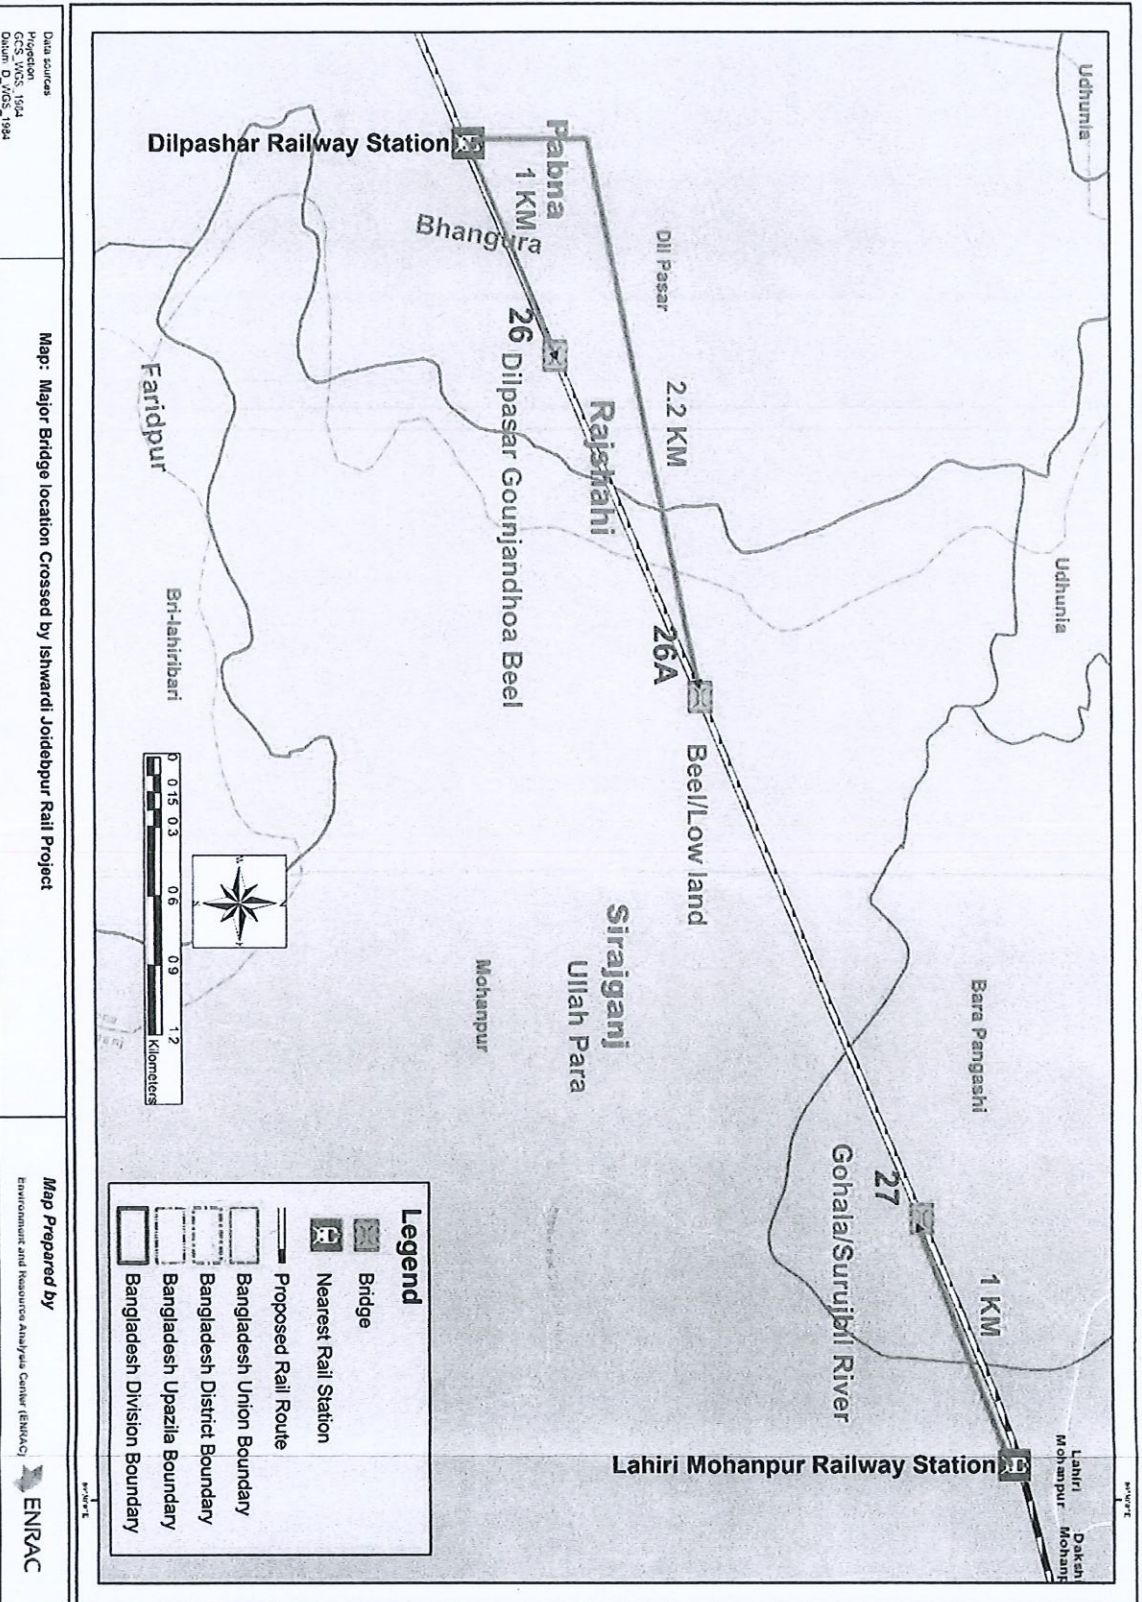 Udhunia
Dilpashar Railway Station
Pabna
1 KM
Bhangura
Dil Pasar
26
Dilpasar Gounjandhoa Beel
2.2 KM
Rajshahi
Faridpur
Udhunia
Bri-lahiribari
26A
Beel/Low land
Sirajganj
Ullah Para
Mohanpur
Bara Pangashi
27
Gohala/Surujbil River
1 KM
Lahiri Mohanpur Railway Station
Lahiri
Mohanpur
Daksh
Mohanp
0 0.15 0.3 0.6 0.9 1.2
Kilometers
Legend
Bridge
Nearest Rail Station
Proposed Rail Route
Bangladesh Union Boundary
Bangladesh District Boundary
Bangladesh Upazila Boundary
Bangladesh Division Boundary
Data sources
Projection
GCS_WGS_1984
Datum: D_WGS_1984
Map: Major Bridge location Crossed by Ishwardi Joidebpur Rail Project
Map Prepared by
Environment and Resource Analysis Center (ENRAC)
ENRAC